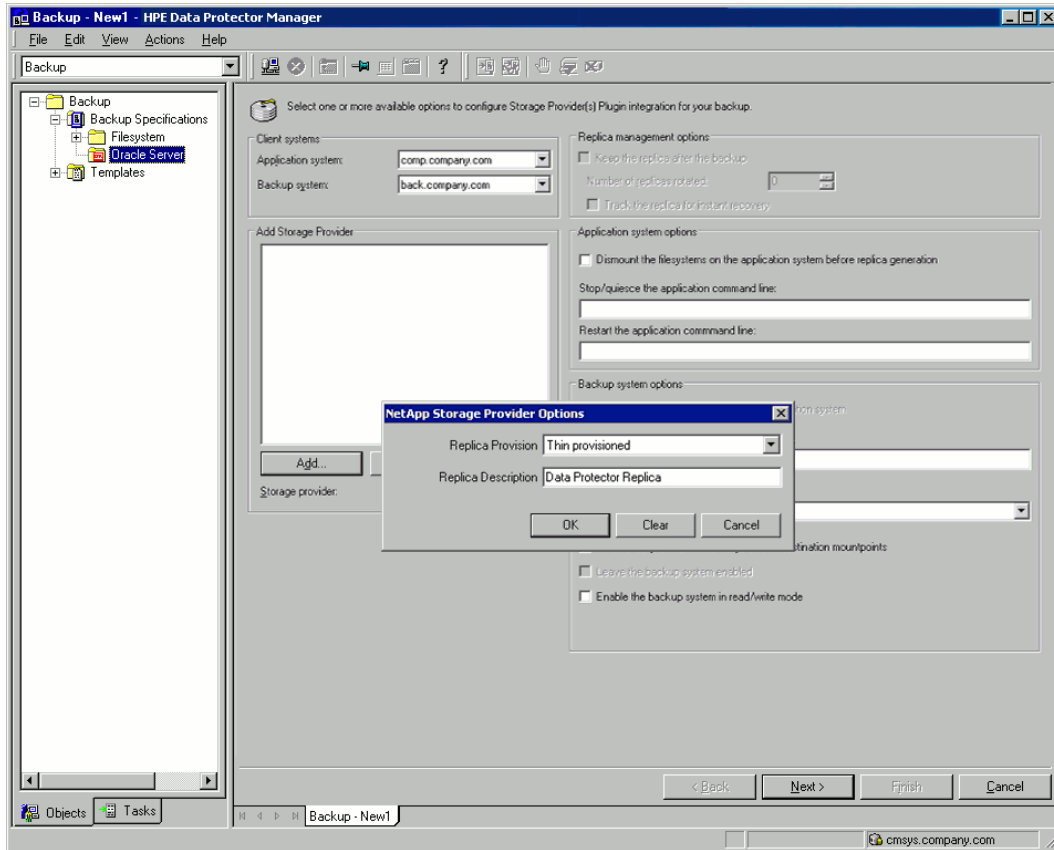 Backup - New1 - HPE Data Protector Manager
File Edit View Actions Help
Backup
Backup
Backup Specifications
Filesystem
Oracle Server
Templates
Select one or more available options to configure Storage Provider(s) Plugin integration for your backup.
Client systems
Application system: comp.company.com
Backup system: back.company.com
Replica management options
Keep the replica after the backup
Number of replicas rotated: 0
Track the replica for instant recovery
Add Storage Provider
Add...
Storage provider:
Application system options
Dismount the filesystems on the application system before replica generation
Stop/quiesce the application command line:
Restart the application commmand line:
Backup system options
NetApp Storage Provider Options
Replica Provision Thin provisioned
Replica Description Data Protector Replica
OK Clear Cancel
system
mountpoints
Leave the backup system enabled
Enable the backup system in read/write mode
< Back Next > Finish Cancel
Objects Tasks
Backup - New1
cmsys.company.com